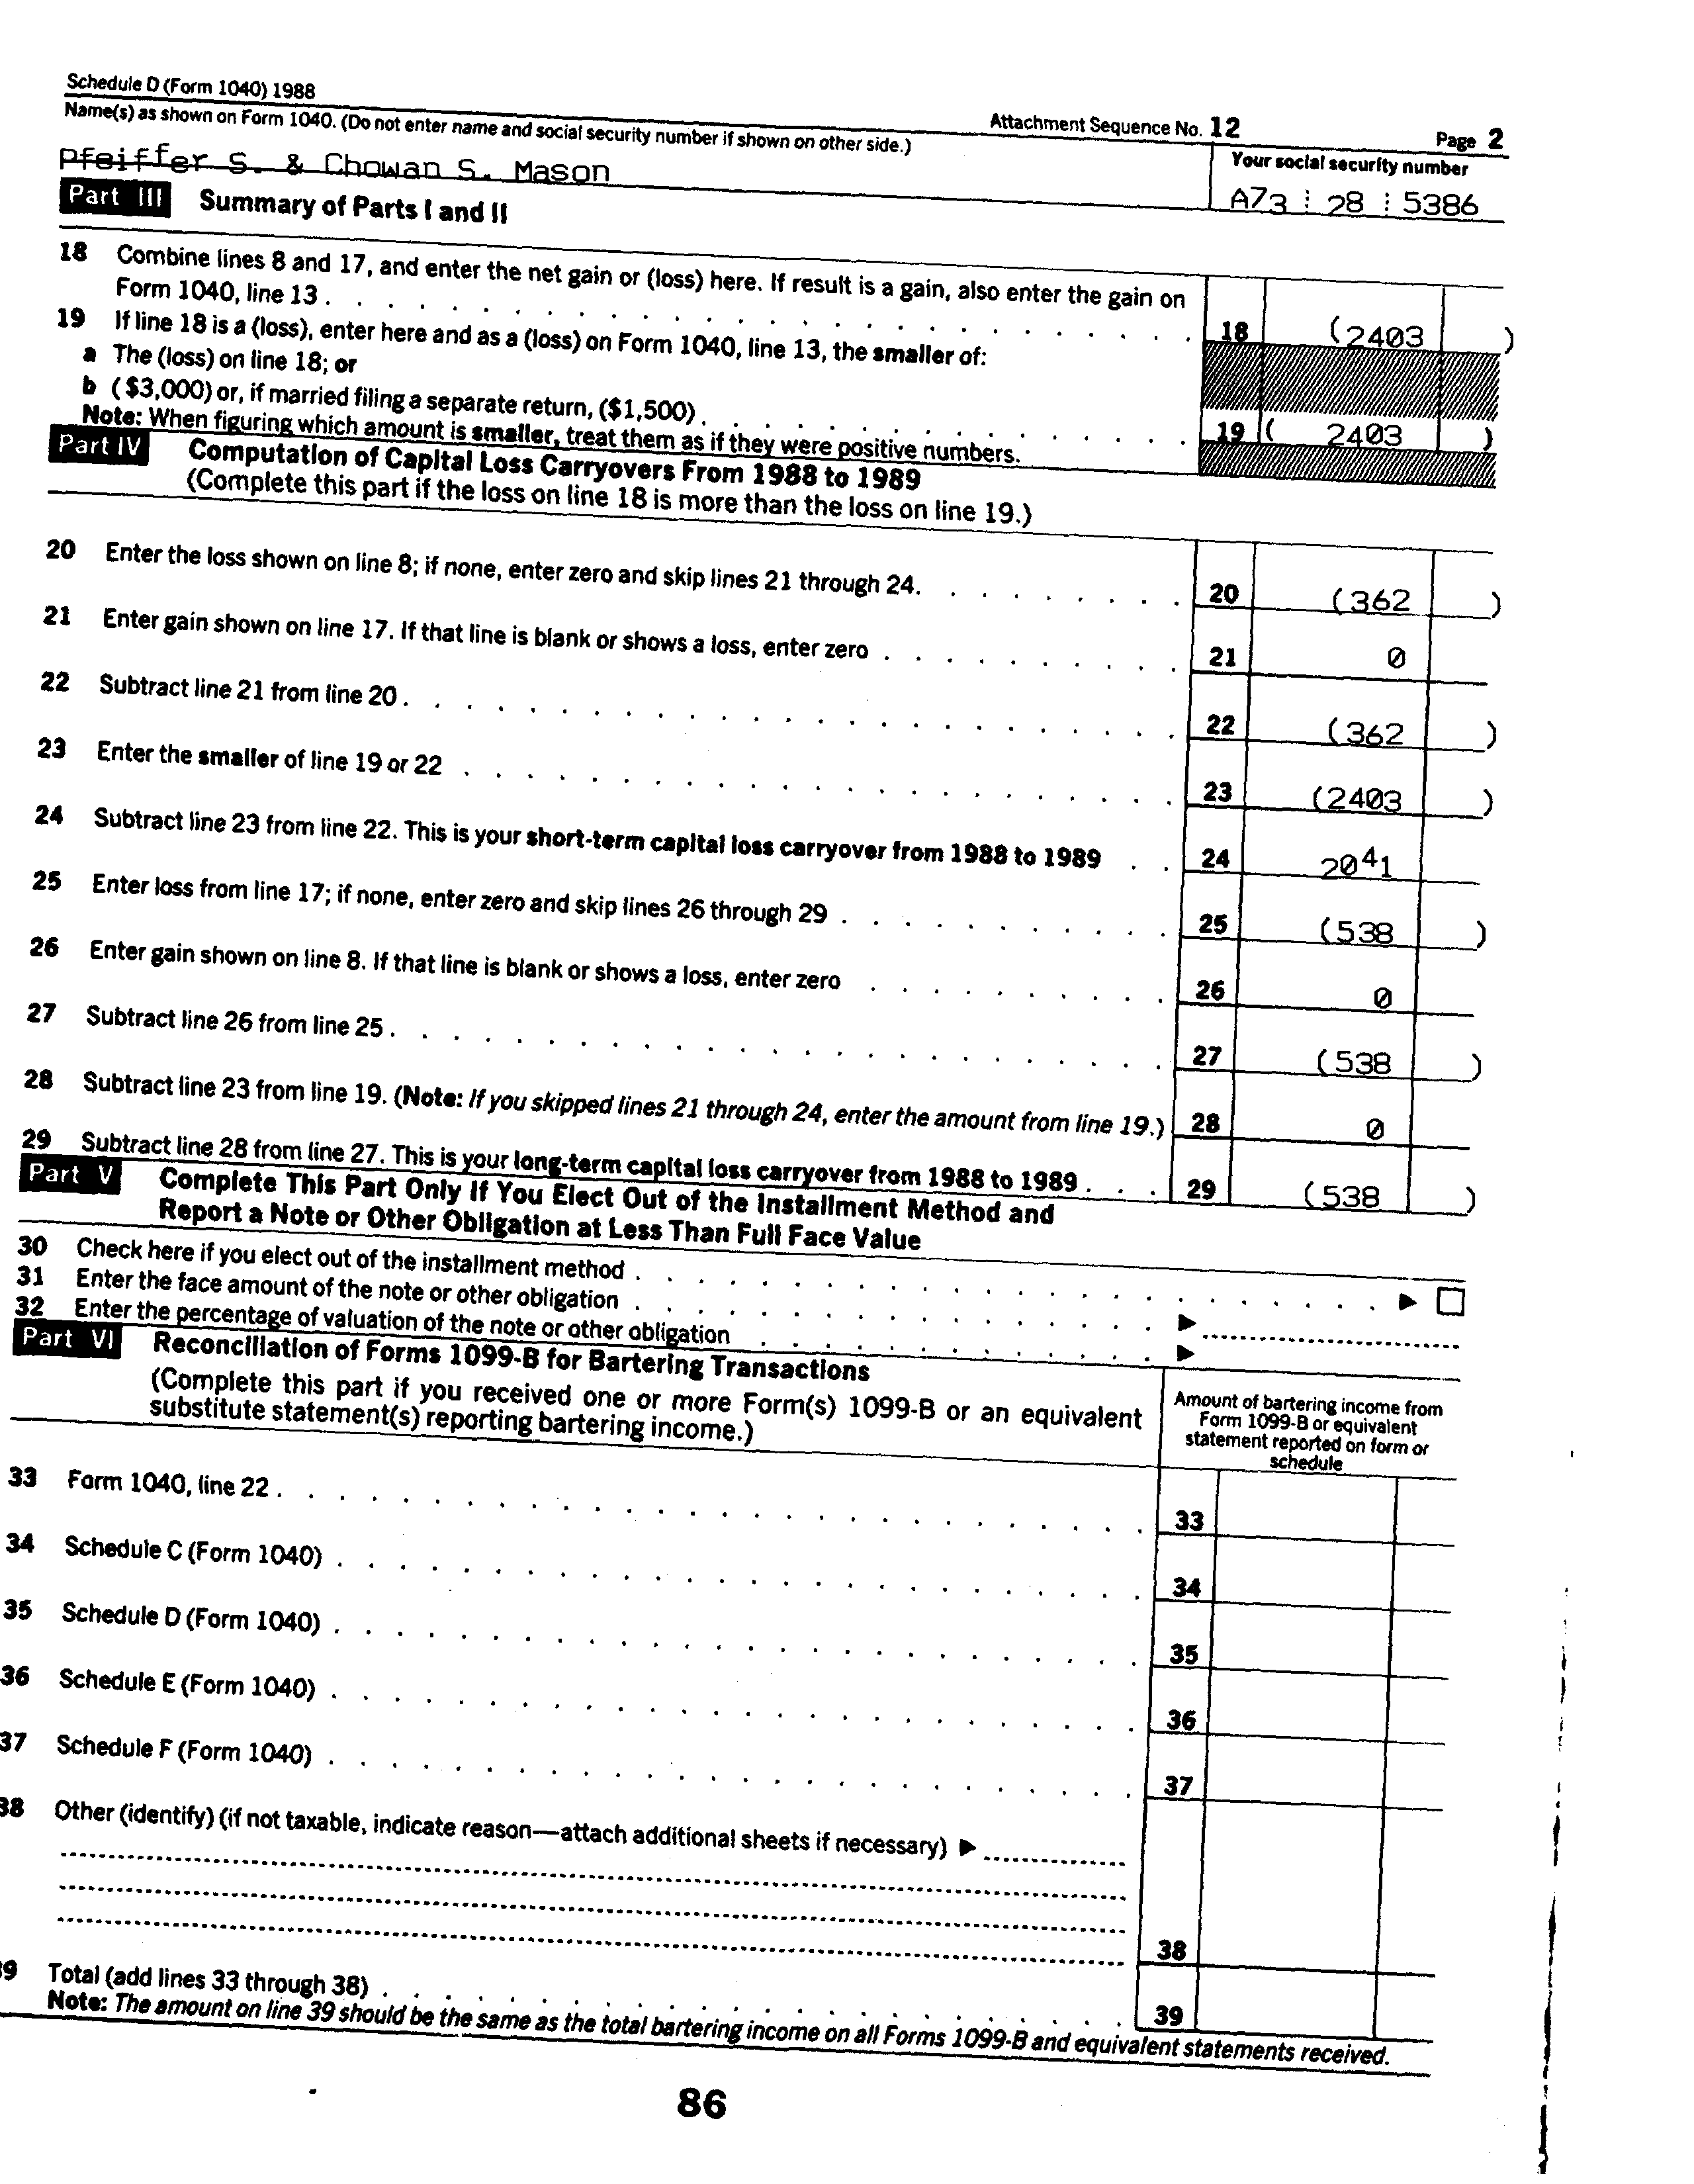 Schedule D (Form 1040) 1988
Attachment Sequence No. 12
Page 2
Name(s) as shown on Form 1040. (Do not enter name and social security number if shown on other side.)
Your social security number
Pfeiffer S. & Chowan S. Mason
A73 28 5386
Part III Summary of Parts I and II
18 Combine lines 8 and 17, and enter the net gain or (loss) here. If result is a gain, also enter the gain on
Form 1040, line 13 . . . 18 (2403 )
19 If line 18 is a (loss), enter here and as a (loss) on Form 1040, line 13, the smaller of:
a The (loss) on line 18; or
b ($3,000) or, if married filing a separate return, ($1,500) . . . 19 ( 2403 )
Note: When figuring which amount is smaller, treat them as if they were positive numbers.
Part IV Computation of Capital Loss Carryovers From 1988 to 1989
(Complete this part if the loss on line 18 is more than the loss on line 19.)
20 Enter the loss shown on line 8; if none, enter zero and skip lines 21 through 24. . . . 20 (362 )
21 Enter gain shown on line 17. If that line is blank or shows a loss, enter zero . . . 21 0
22 Subtract line 21 from line 20 . . . 22 (362 )
23 Enter the smaller of line 19 or 22 . . . 23 (2403 )
24 Subtract line 23 from line 22. This is your short-term capital loss carryover from 1988 to 1989 . . 24 2041
25 Enter loss from line 17; if none, enter zero and skip lines 26 through 29 . . . 25 (538 )
26 Enter gain shown on line 8. If that line is blank or shows a loss, enter zero . . . 26 0
27 Subtract line 26 from line 25 . . . 27 (538 )
28 Subtract line 23 from line 19. (Note: If you skipped lines 21 through 24, enter the amount from line 19.) 28 0
29 Subtract line 28 from line 27. This is your long-term capital loss carryover from 1988 to 1989 . . . 29 (538 )
Part V Complete This Part Only If You Elect Out of the Installment Method and
Report a Note or Other Obligation at Less Than Full Face Value
30 Check here if you elect out of the installment method . . . ▶ ☐
31 Enter the face amount of the note or other obligation . . . ▶
32 Enter the percentage of valuation of the note or other obligation . . . ▶
Part VI Reconciliation of Forms 1099-B for Bartering Transactions
(Complete this part if you received one or more Form(s) 1099-B or an equivalent
substitute statement(s) reporting bartering income.)
Amount of bartering income from
Form 1099-B or equivalent
statement reported on form or
schedule
33 Form 1040, line 22 . . . 33
34 Schedule C (Form 1040) . . . 34
35 Schedule D (Form 1040) . . . 35
36 Schedule E (Form 1040) . . . 36
37 Schedule F (Form 1040) . . . 37
38 Other (identify) (if not taxable, indicate reason—attach additional sheets if necessary) ▶
38
39 Total (add lines 33 through 38) . . . 39
Note: The amount on line 39 should be the same as the total bartering income on all Forms 1099-B and equivalent statements received.
86